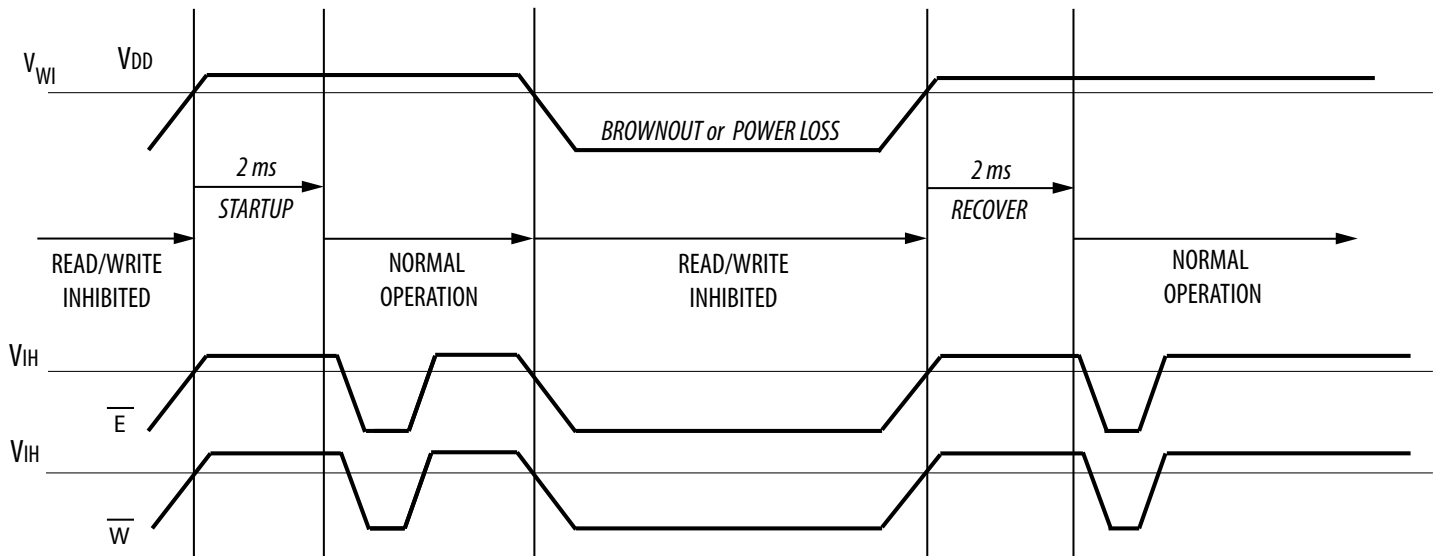 V_WI VDD
BROWNOUT or POWER LOSS
2 ms
STARTUP
2 ms
RECOVER
READ/WRITE
INHIBITED
NORMAL
OPERATION
READ/WRITE
INHIBITED
NORMAL
OPERATION
VIH
E̅
VIH
W̅